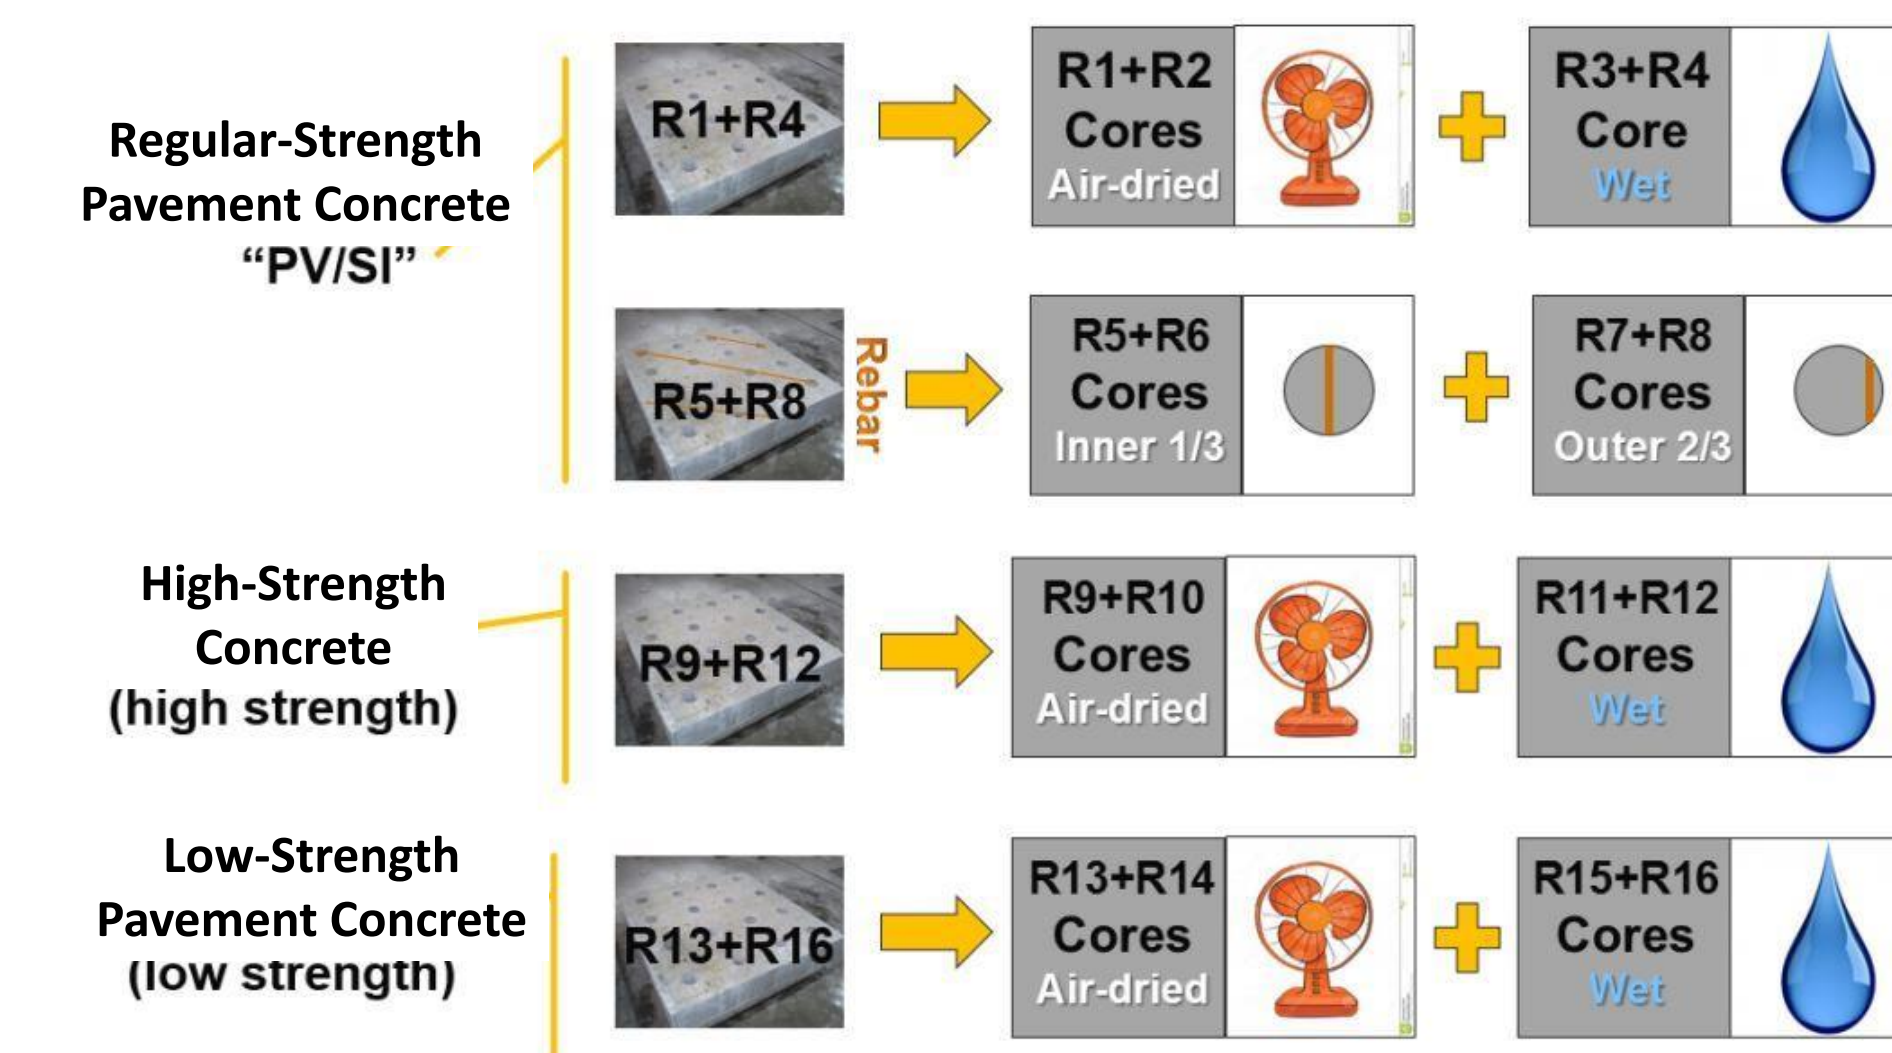 Regular-Strength
Pavement Concrete
“PV/SI”
R1+R4
R1+R2
Cores
Air-dried
R3+R4
Core
Wet
R5+R8
Rebar
R5+R6
Cores
Inner 1/3
R7+R8
Cores
Outer 2/3
High-Strength
Concrete
(high strength)
R9+R12
R9+R10
Cores
Air-dried
R11+R12
Cores
Wet
Low-Strength
Pavement Concrete
(low strength)
R13+R16
R13+R14
Cores
Air-dried
R15+R16
Cores
Wet